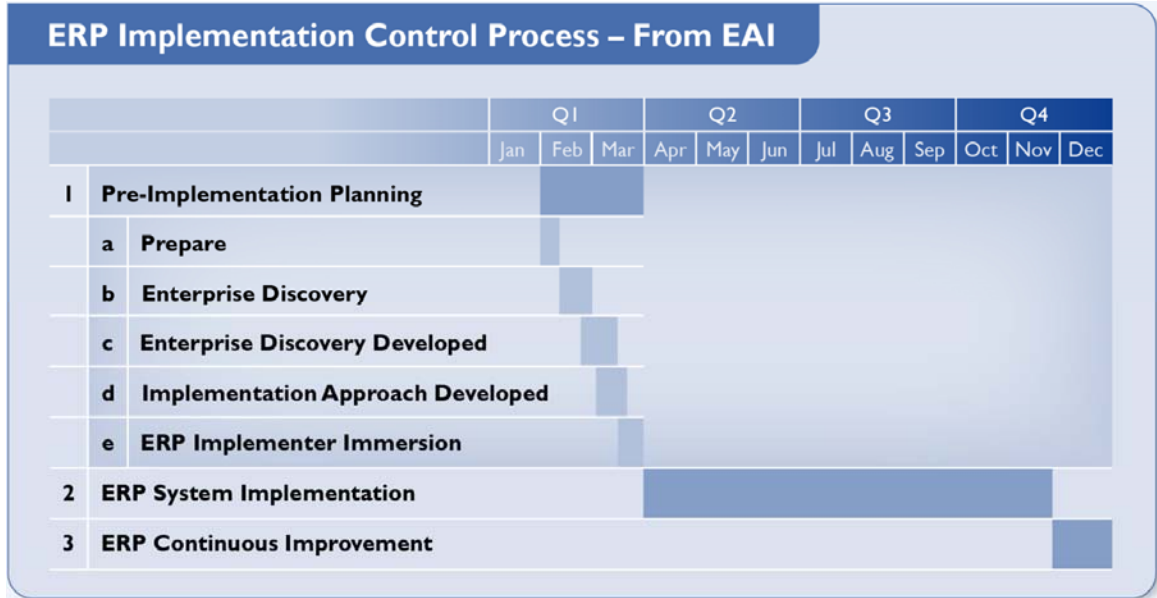 ERP Implementation Control Process – From EAI
Q1 Q2 Q3 Q4
Jan Feb Mar Apr May Jun Jul Aug Sep Oct Nov Dec
1 Pre-Implementation Planning
a Prepare
b Enterprise Discovery
c Enterprise Discovery Developed
d Implementation Approach Developed
e ERP Implementer Immersion
2 ERP System Implementation
3 ERP Continuous Improvement